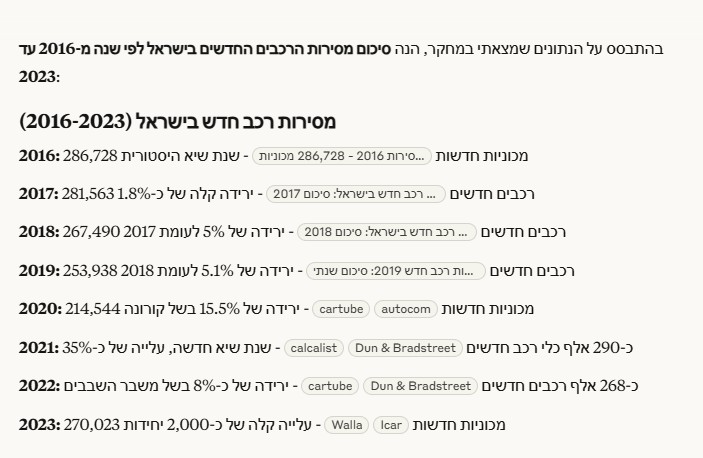 בהתבסס על הנתונים שמצאתי במחקר, הנה סיכום מסירות הרכבים החדשים בישראל לפי שנה מ-2016 עד
2023:
מסירות רכב חדש בישראל (2016-2023)
2016: 286,728 מכוניות חדשות ...סירות 2016 - 286,728 מכוניות - שנת שיא היסטורית
2017: 281,563 רכבים חדשים ... רכב חדש בישראל: סיכום 2017 - ירידה קלה של כ-1.8%
2018: 267,490 רכבים חדשים ... רכב חדש בישראל: סיכום 2018 - ירידה של 5% לעומת 2017
2019: 253,938 רכבים חדשים ...ות רכב חדש 2019: סיכום שנתי - ירידה של 5.1% לעומת 2018
2020: 214,544 מכוניות חדשות autocom cartube - ירידה של 15.5% בשל קורונה
2021: כ-290 אלף כלי רכב חדשים Dun & Bradstreet calcalist - שנת שיא חדשה, עלייה של כ-35%
2022: כ-268 אלף רכבים חדשים Dun & Bradstreet cartube - ירידה של כ-8% בשל משבר השבבים
2023: 270,023 מכוניות חדשות Icar Walla - עלייה קלה של כ-2,000 יחידות